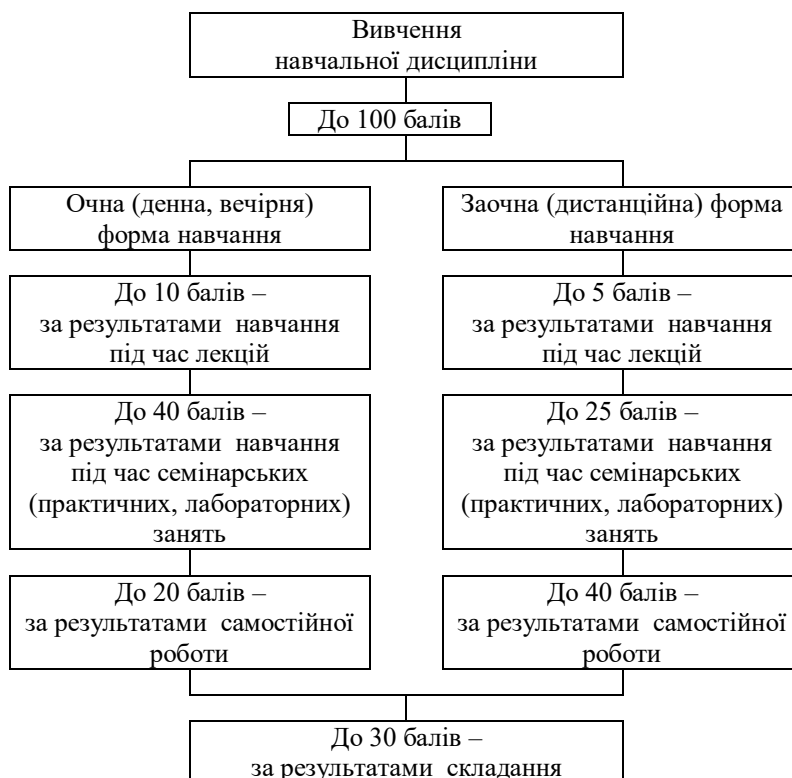 Вивчення
навчальної дисципліни
До 100 балів
Очна (денна, вечірня)
форма навчання
До 10 балів –
за результатами навчання
під час лекцій
До 40 балів –
за результатами навчання
під час семінарських
(практичних, лабораторних)
занять
До 20 балів –
за результатами самостійної
роботи
Заочна (дистанційна) форма
навчання
До 5 балів –
за результатами навчання
під час лекцій
До 25 балів –
за результатами навчання
під час семінарських
(практичних, лабораторних)
занять
До 40 балів –
за результатами самостійної
роботи
До 30 балів –
за результатами складання